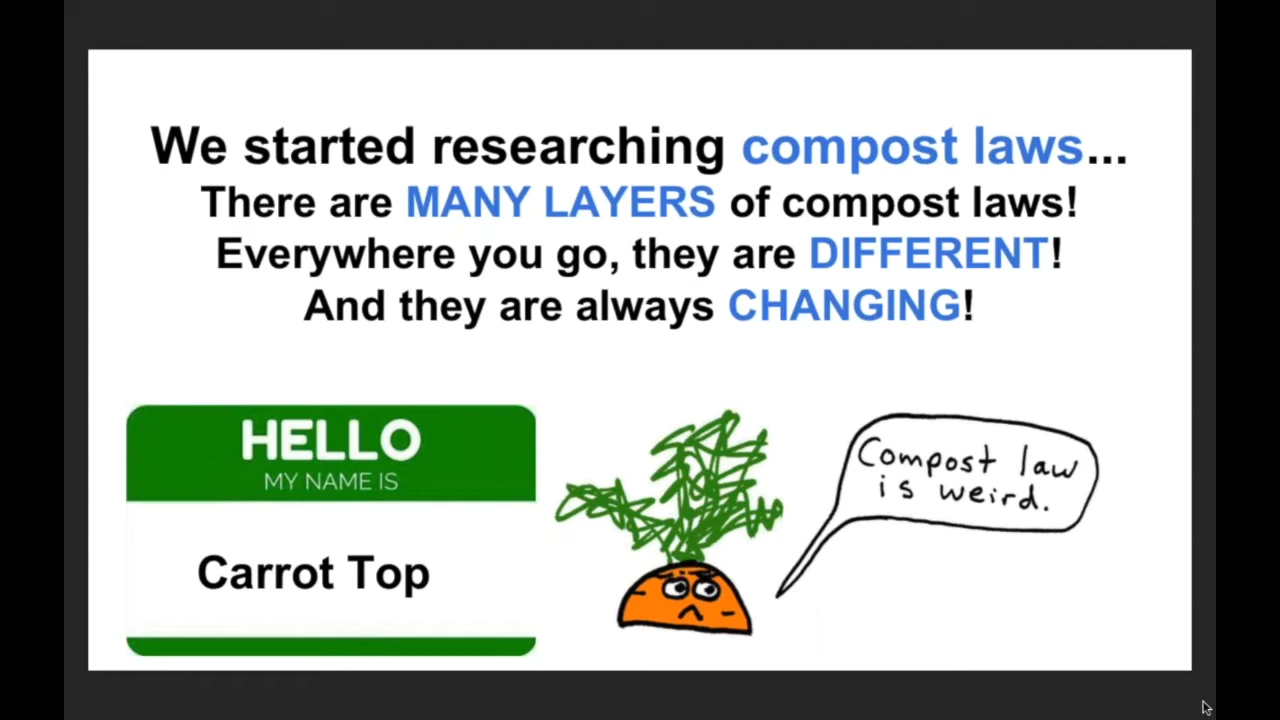 We started researching compost laws...
There are MANY LAYERS of compost laws!
Everywhere you go, they are DIFFERENT!
And they are always CHANGING!
HELLO
MY NAME IS
Carrot Top
Compost law
is weird.